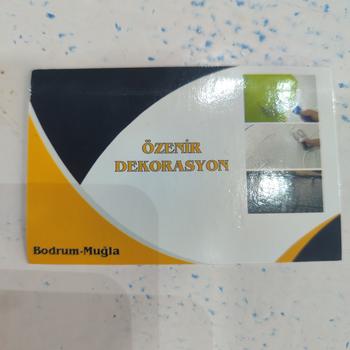 ÖZENİR
DEKORASYON
Bodrum-Muğla